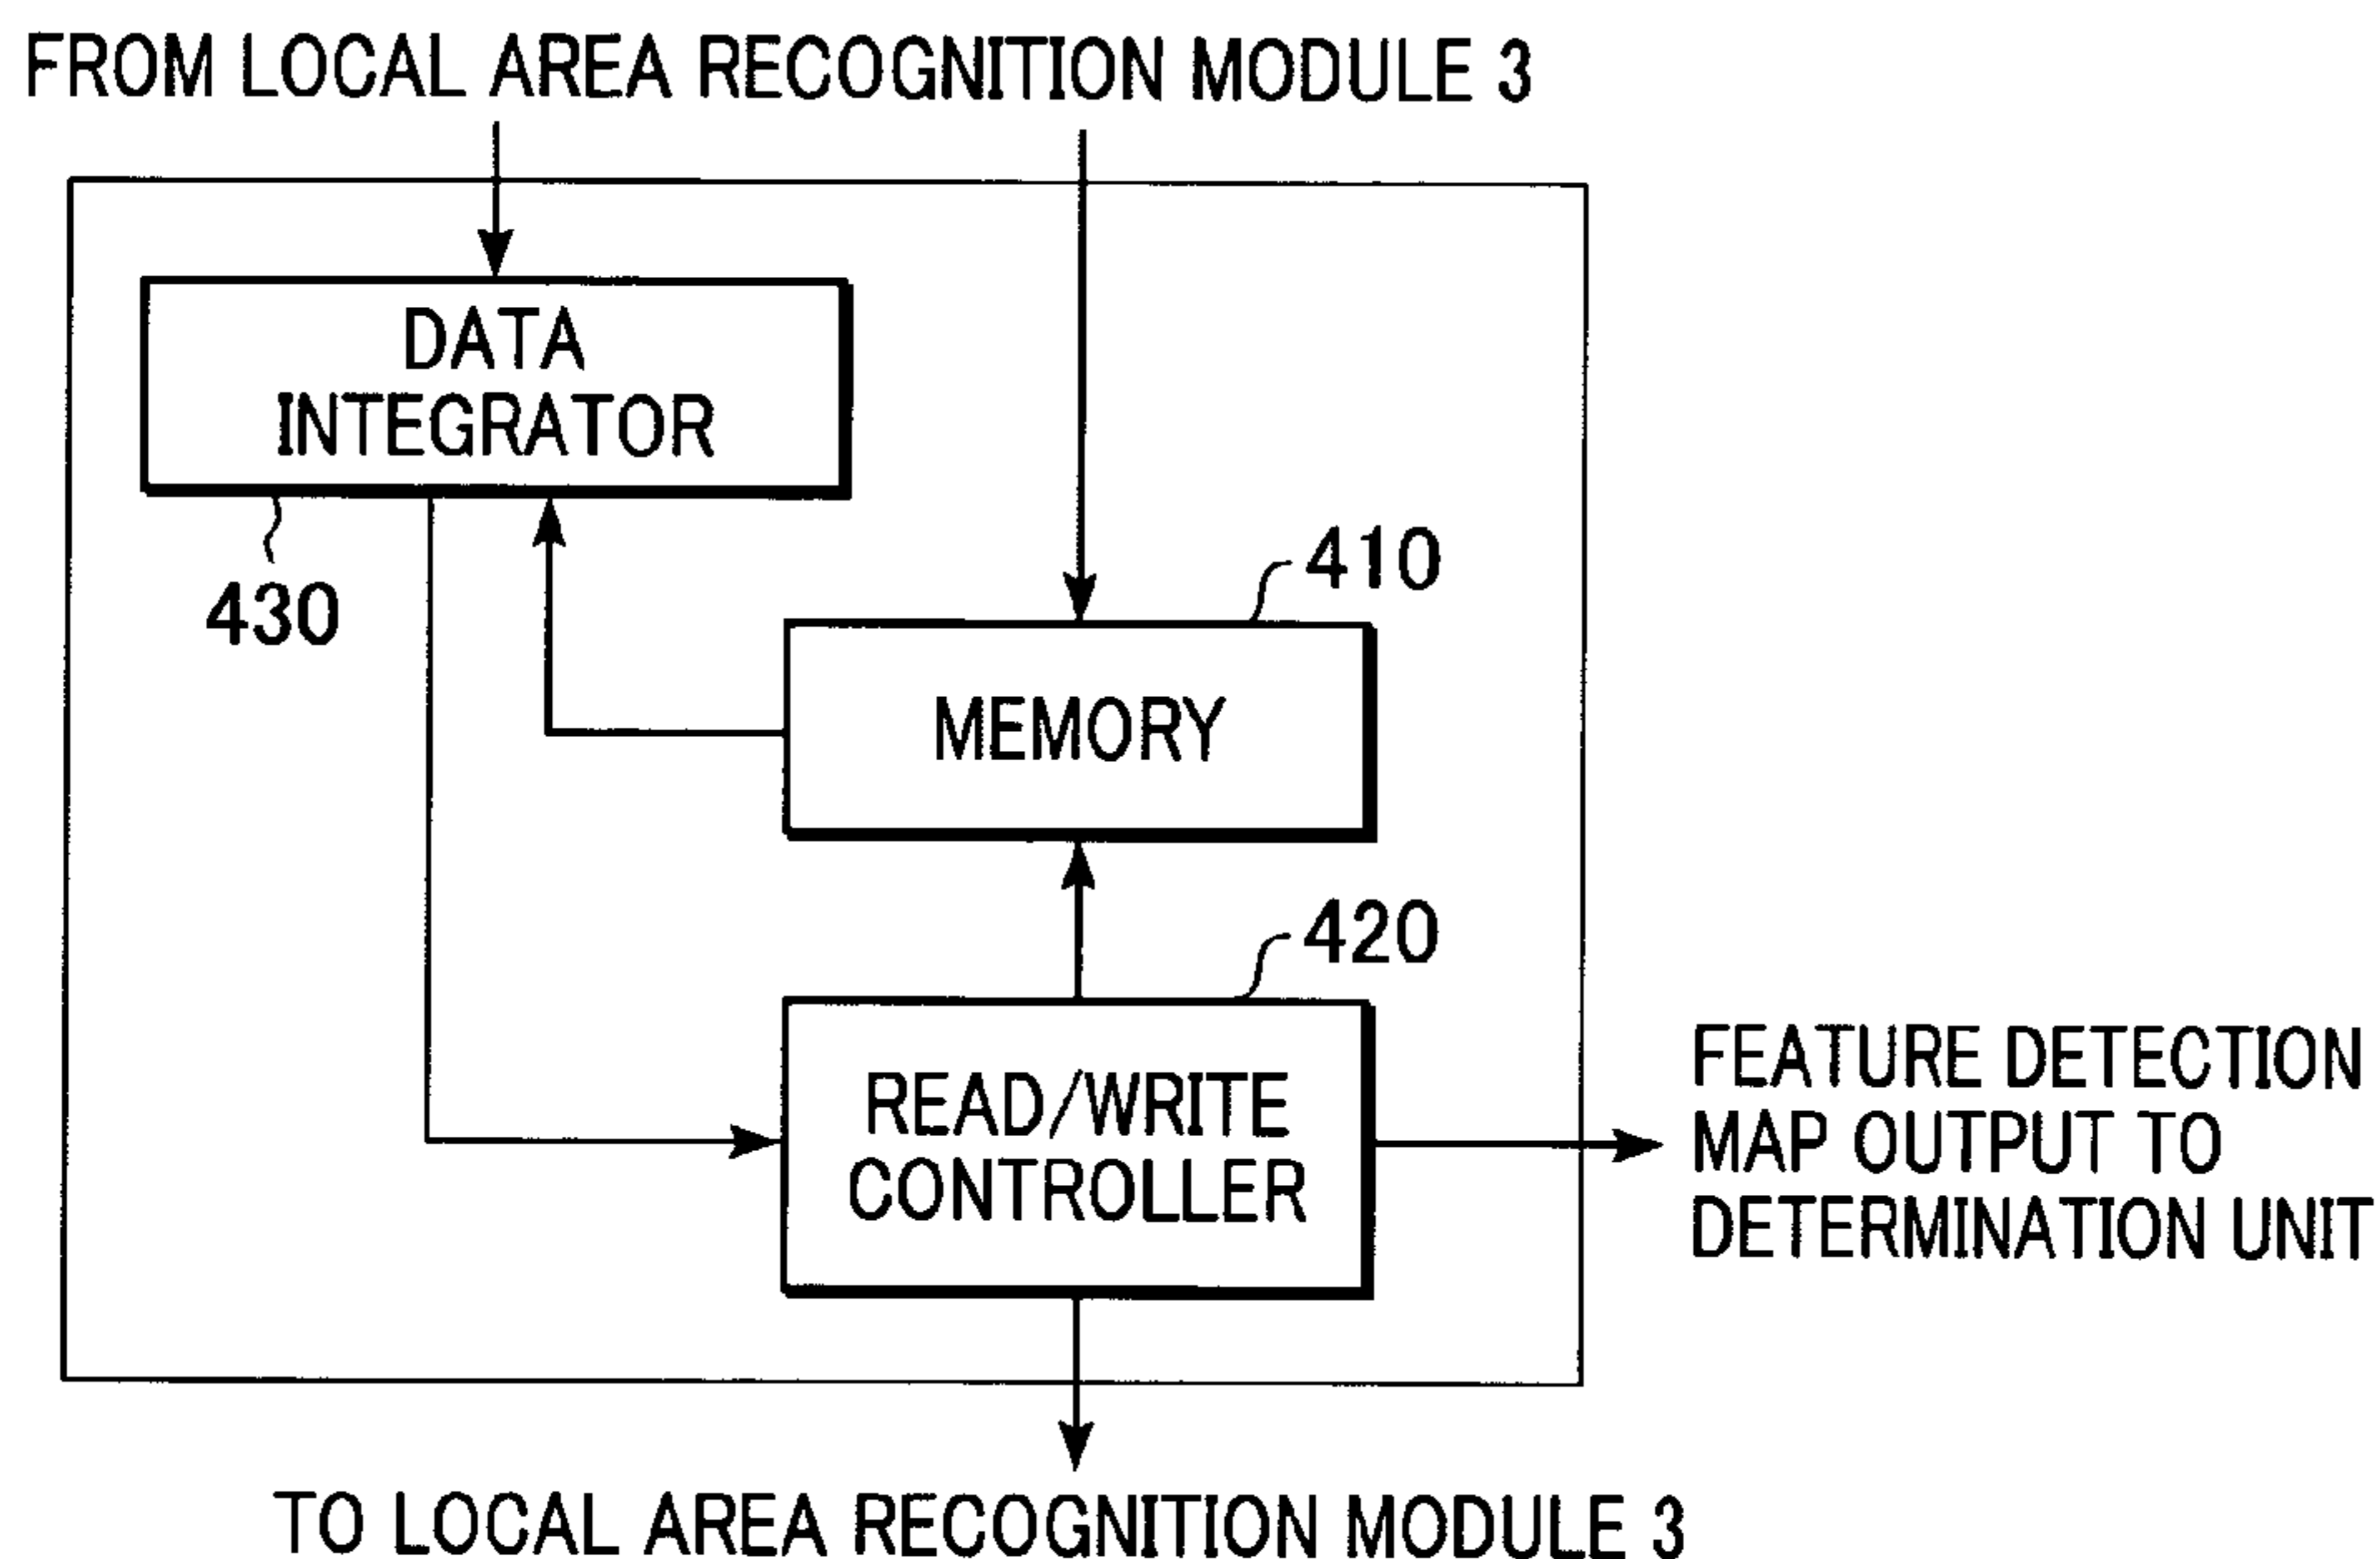 FROM LOCAL AREA RECOGNITION MODULE 3
DATA
INTEGRATOR
430
410
MEMORY
420
READ/WRITE
CONTROLLER
FEATURE DETECTION
MAP OUTPUT TO
DETERMINATION UNIT
TO LOCAL AREA RECOGNITION MODULE 3